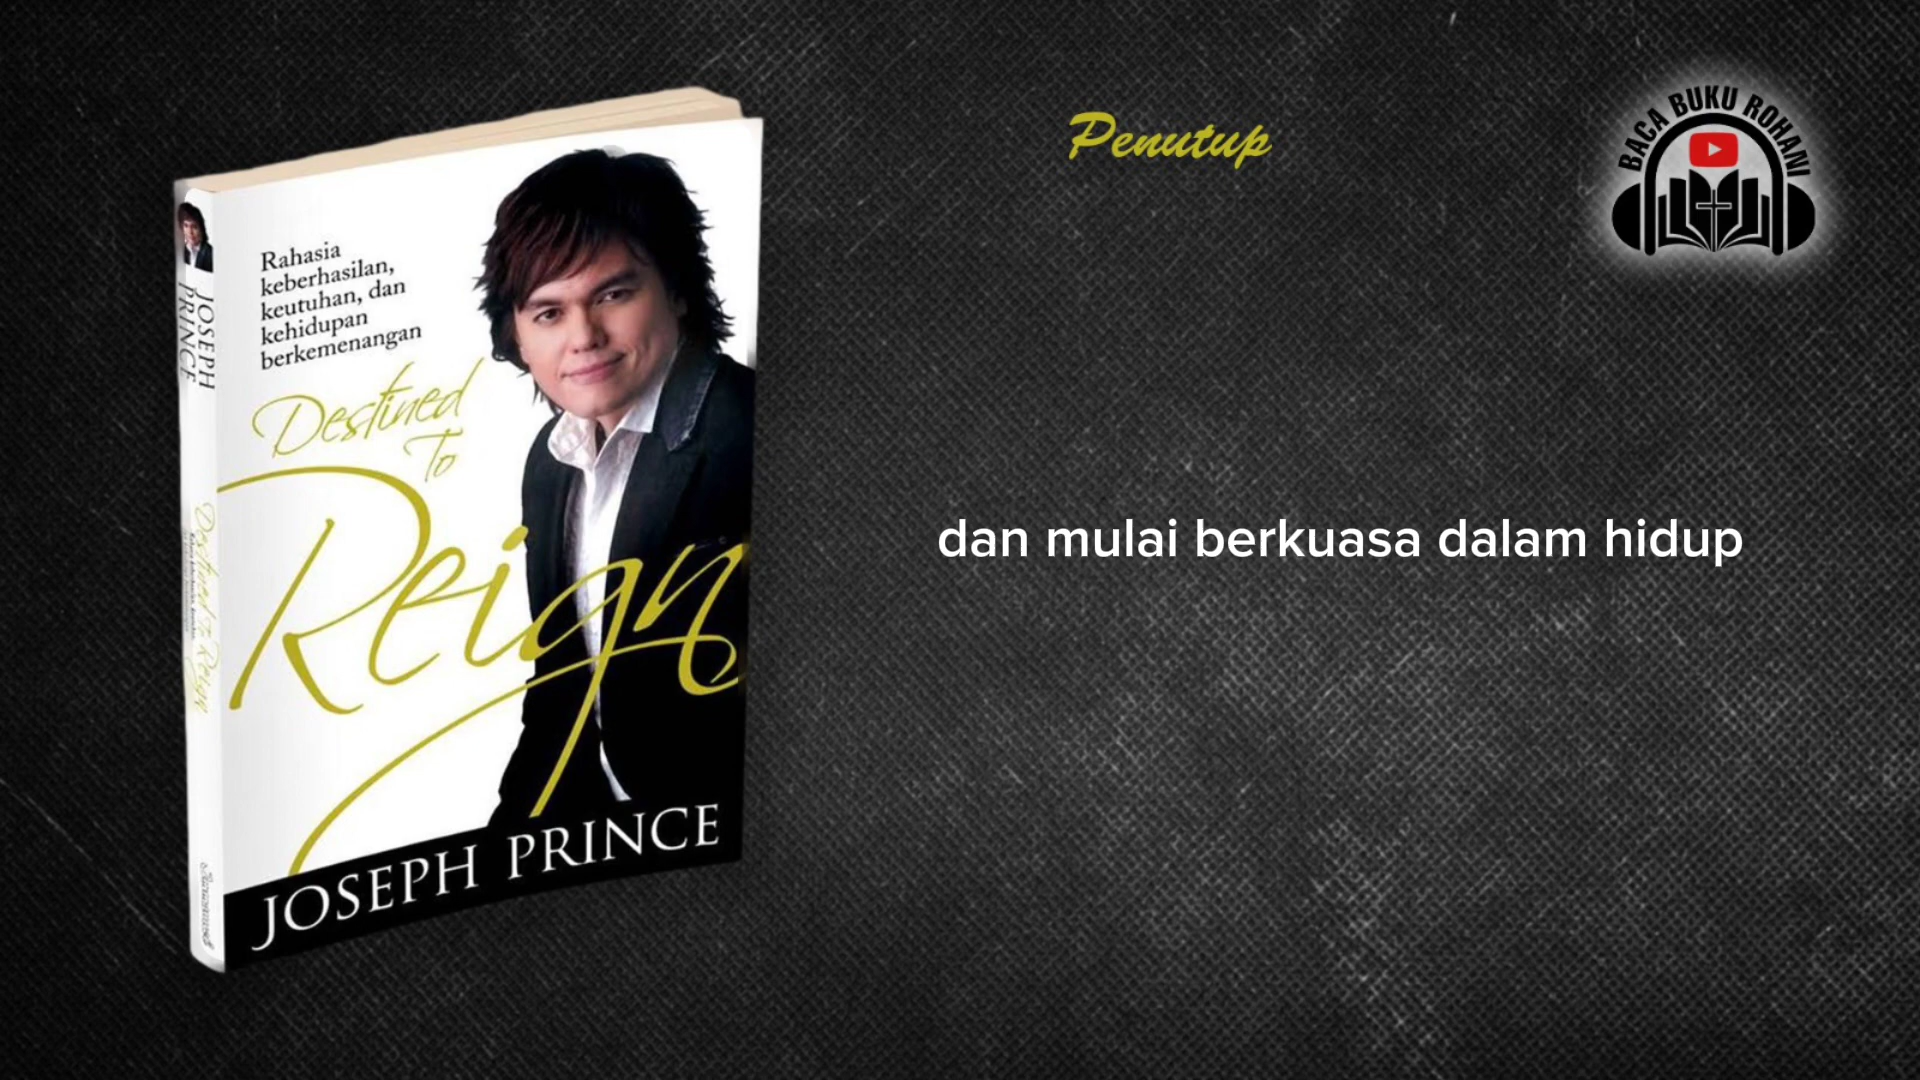 Penutup
BACA BUKU ROHANI
Rahasia
keberhasilan,
keutuhan, dan
kehidupan
berkemenangan
Destined
To
Reign
JOSEPH PRINCE
JOSEPH
PRINCE
Destined To Reign
dan mulai berkuasa dalam hidup